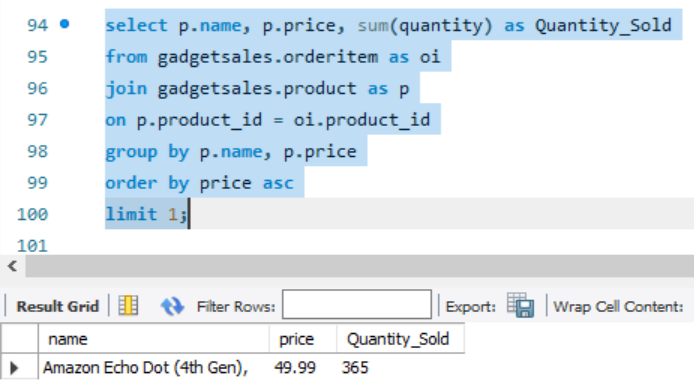 94 select p.name, p.price, sum(quantity) as Quantity_Sold
95 from gadgetsales.orderitem as oi
96 join gadgetsales.product as p
97 on p.product_id = oi.product_id
98 group by p.name, p.price
99 order by price asc
100 limit 1;
101
Result Grid Filter Rows: Export: Wrap Cell Content:
name price Quantity_Sold
Amazon Echo Dot (4th Gen), 49.99 365